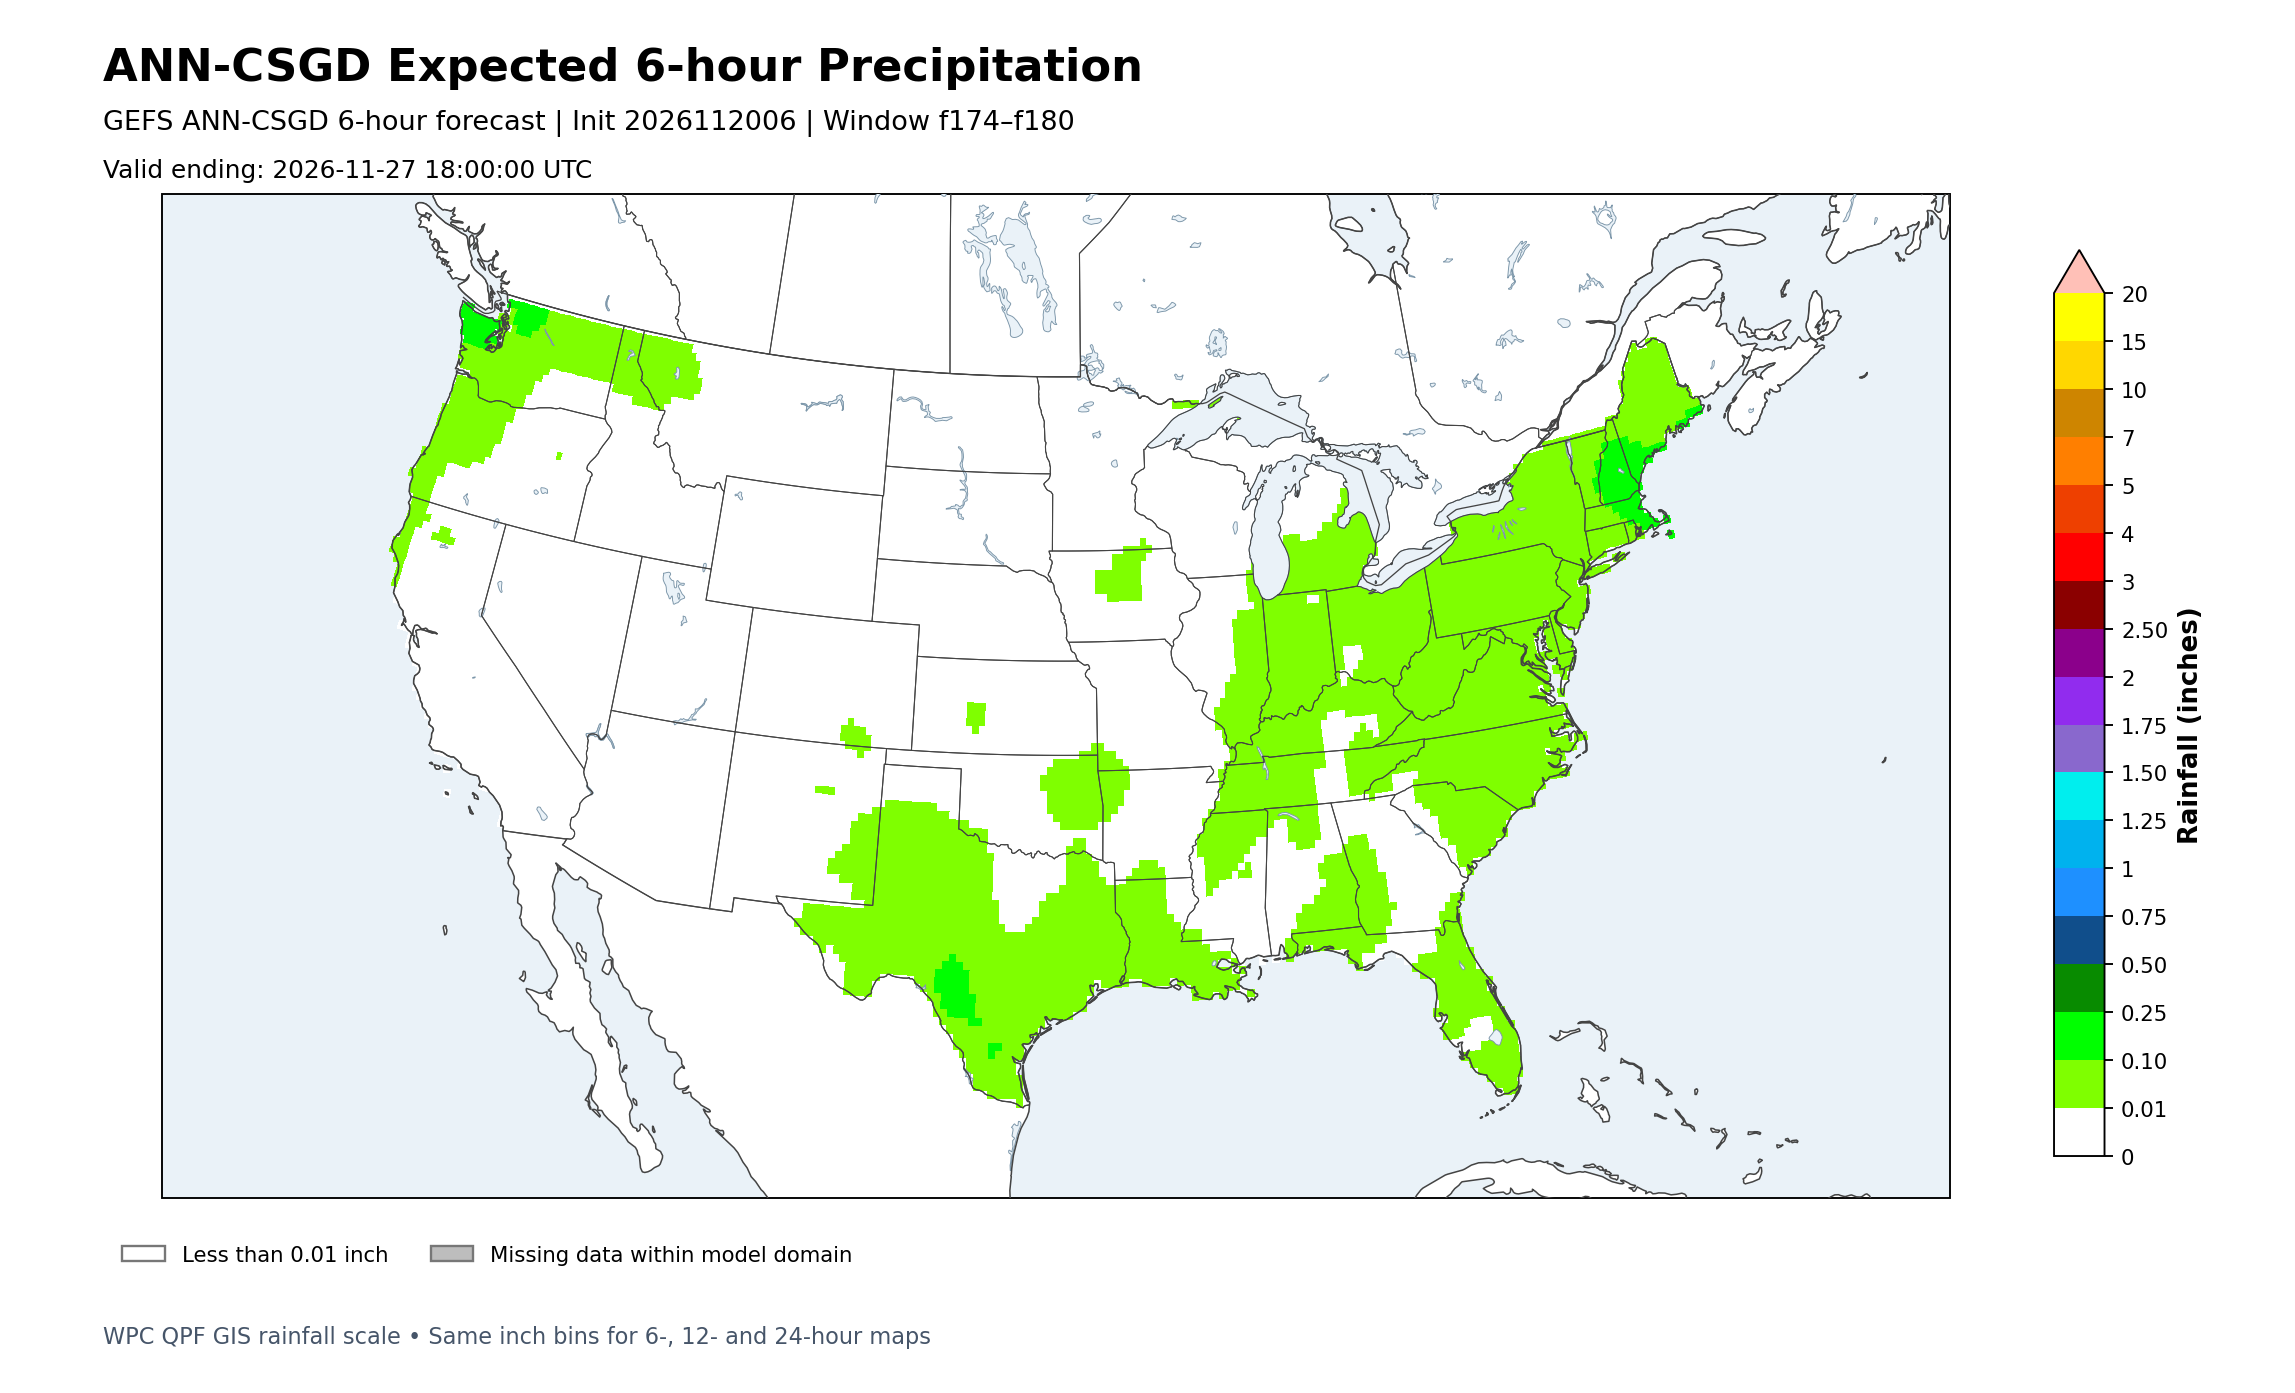 ANN-CSGD Expected 6-hour Precipitation
GEFS ANN-CSGD 6-hour forecast | Init 2026112006 | Window f174–f180
Valid ending: 2026-11-27 18:00:00 UTC
20
15
10
7
5
4
3
2.50
2
1.75
1.50
1.25
1
0.75
0.50
0.25
0.10
0.01
0
Rainfall (inches)
Less than 0.01 inch
Missing data within model domain
WPC QPF GIS rainfall scale • Same inch bins for 6-, 12- and 24-hour maps